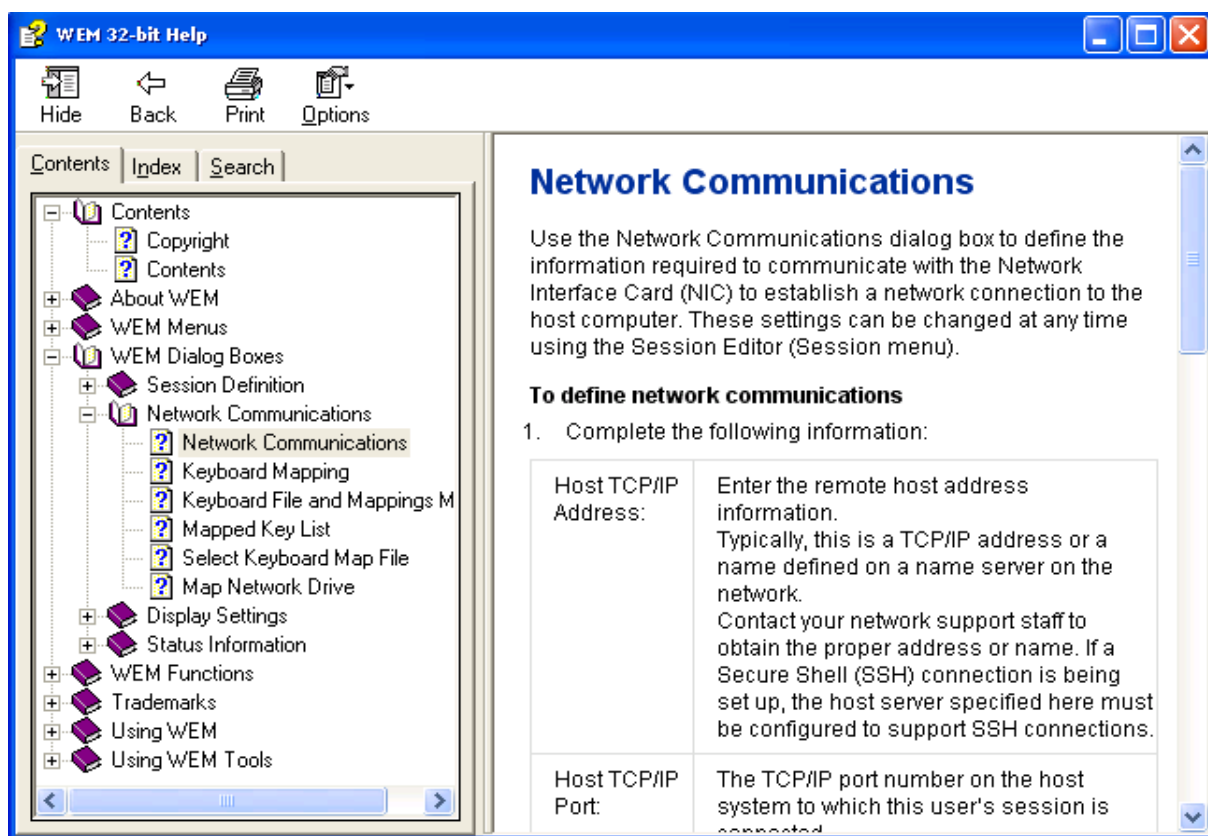 WEM 32-bit Help
Hide Back Print Options
Contents Index Search
Contents
Copyright
Contents
About WEM
WEM Menus
WEM Dialog Boxes
Session Definition
Network Communications
Network Communications
Keyboard Mapping
Keyboard File and Mappings M
Mapped Key List
Select Keyboard Map File
Map Network Drive
Display Settings
Status Information
WEM Functions
Trademarks
Using WEM
Using WEM Tools
Network Communications
Use the Network Communications dialog box to define the
information required to communicate with the Network
Interface Card (NIC) to establish a network connection to the
host computer. These settings can be changed at any time
using the Session Editor (Session menu).
To define network communications
1. Complete the following information:
Host TCP/IP
Address:
Enter the remote host address
information.
Typically, this is a TCP/IP address or a
name defined on a name server on the
network.
Contact your network support staff to
obtain the proper address or name. If a
Secure Shell (SSH) connection is being
set up, the host server specified here must
be configured to support SSH connections.
Host TCP/IP
Port:
The TCP/IP port number on the host
system to which this user's session is
connected